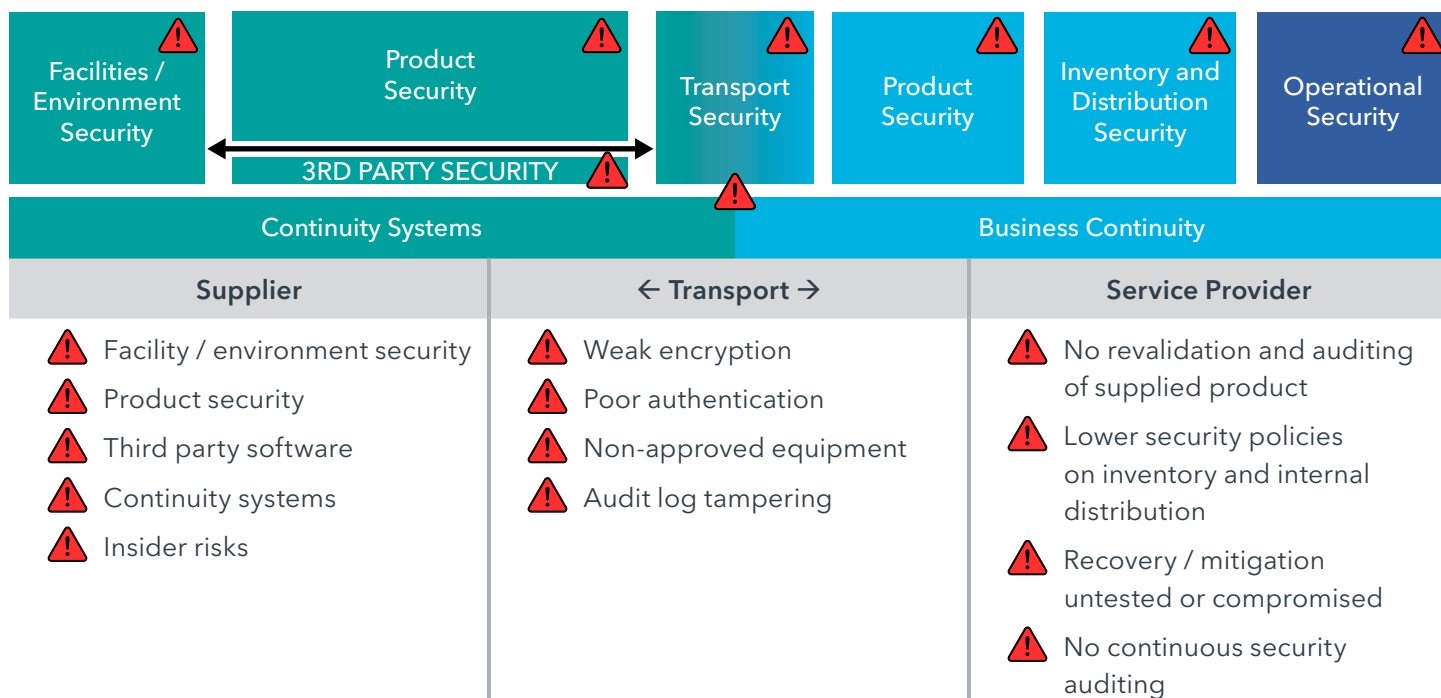 Facilities /
Environment
Security
Product
Security
3RD PARTY SECURITY
Transport
Security
Product
Security
Inventory and
Distribution
Security
Operational
Security
Continuity Systems
Business Continuity
Supplier
← Transport →
Service Provider
Facility / environment security
Product security
Third party software
Continuity systems
Insider risks
Weak encryption
Poor authentication
Non-approved equipment
Audit log tampering
No revalidation and auditing
of supplied product
Lower security policies
on inventory and internal
distribution
Recovery / mitigation
untested or compromised
No continuous security
auditing